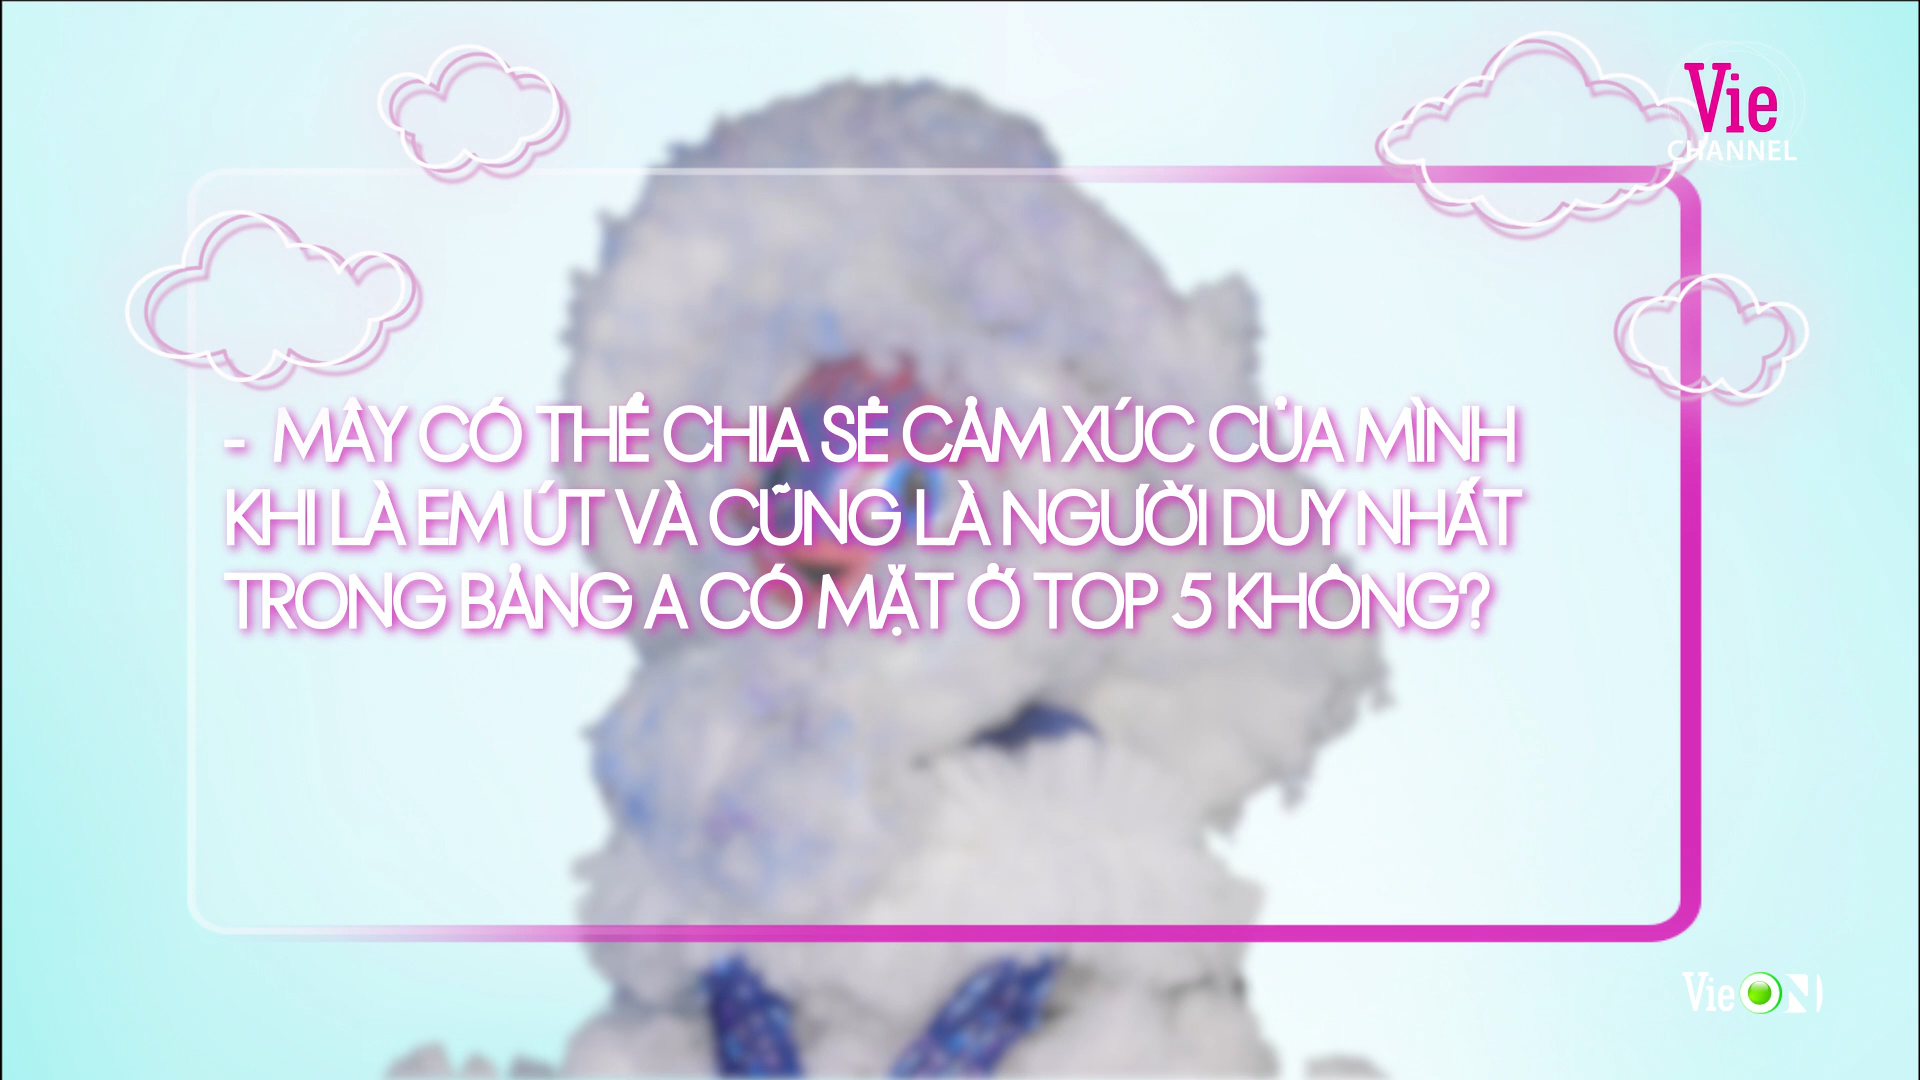 Vie
CHANNEL
- MÂY CÓ THỂ CHIA SẺ CẢM XÚC CỦA MÌNH
KHI LÀ EM ÚT VÀ CŨNG LÀ NGƯỜI DUY NHẤT
TRONG BẢNG A CÓ MẶT Ở TOP 5 KHÔNG?
VieON